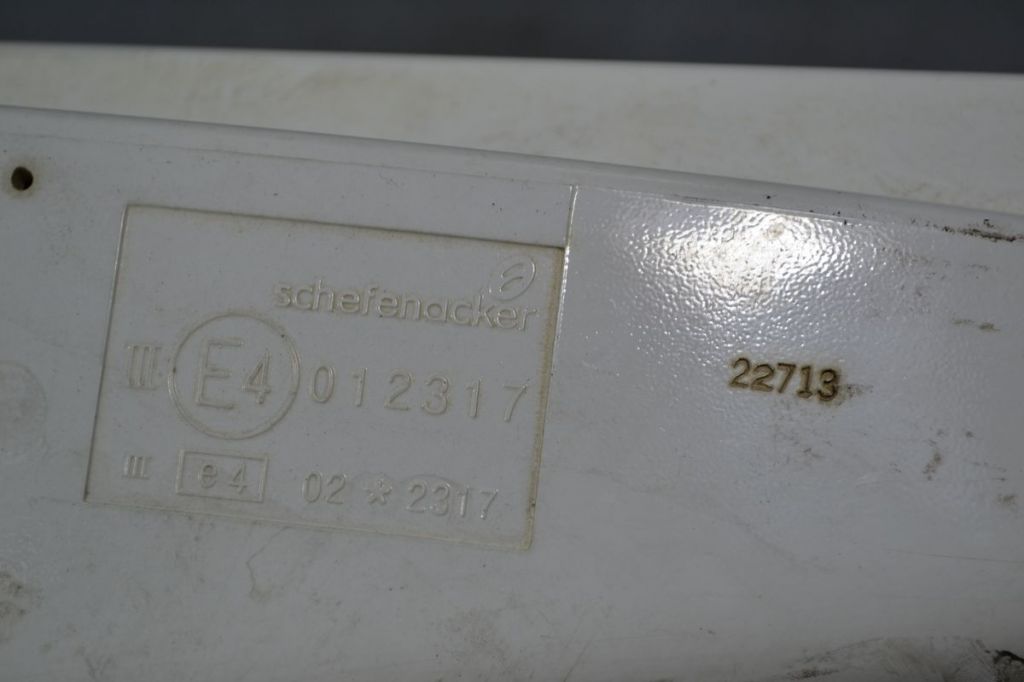 schefenacker
III E4 012317
III e4 02 * 2317
22713